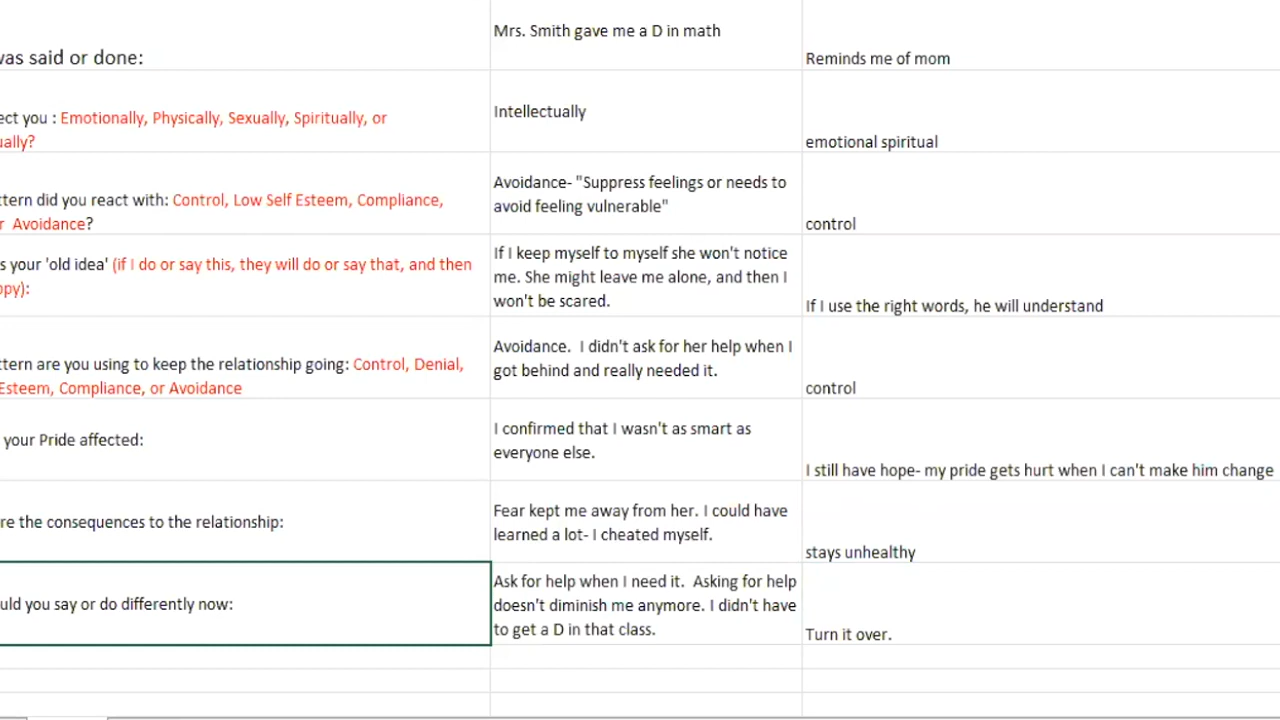 Mrs. Smith gave me a D in math
was said or done:
Reminds me of mom
ect you : Emotionally, Physically, Sexually, Spiritually, or
ually?
Intellectually
emotional spiritual
ttern did you react with: Control, Low Self Esteem, Compliance,
r Avoidance?
Avoidance- "Suppress feelings or needs to
avoid feeling vulnerable"
control
s your 'old idea' (if I do or say this, they will do or say that, and then
ppy):
If I keep myself to myself she won't notice
me. She might leave me alone, and then I
won't be scared.
If I use the right words, he will understand
ttern are you using to keep the relationship going: Control, Denial,
Esteem, Compliance, or Avoidance
Avoidance. I didn't ask for her help when I
got behind and really needed it.
control
your Pride affected:
I confirmed that I wasn't as smart as
everyone else.
I still have hope- my pride gets hurt when I can't make him change
re the consequences to the relationship:
Fear kept me away from her. I could have
learned a lot- I cheated myself.
stays unhealthy
uld you say or do differently now:
Ask for help when I need it. Asking for help
doesn't diminish me anymore. I didn't have
to get a D in that class.
Turn it over.